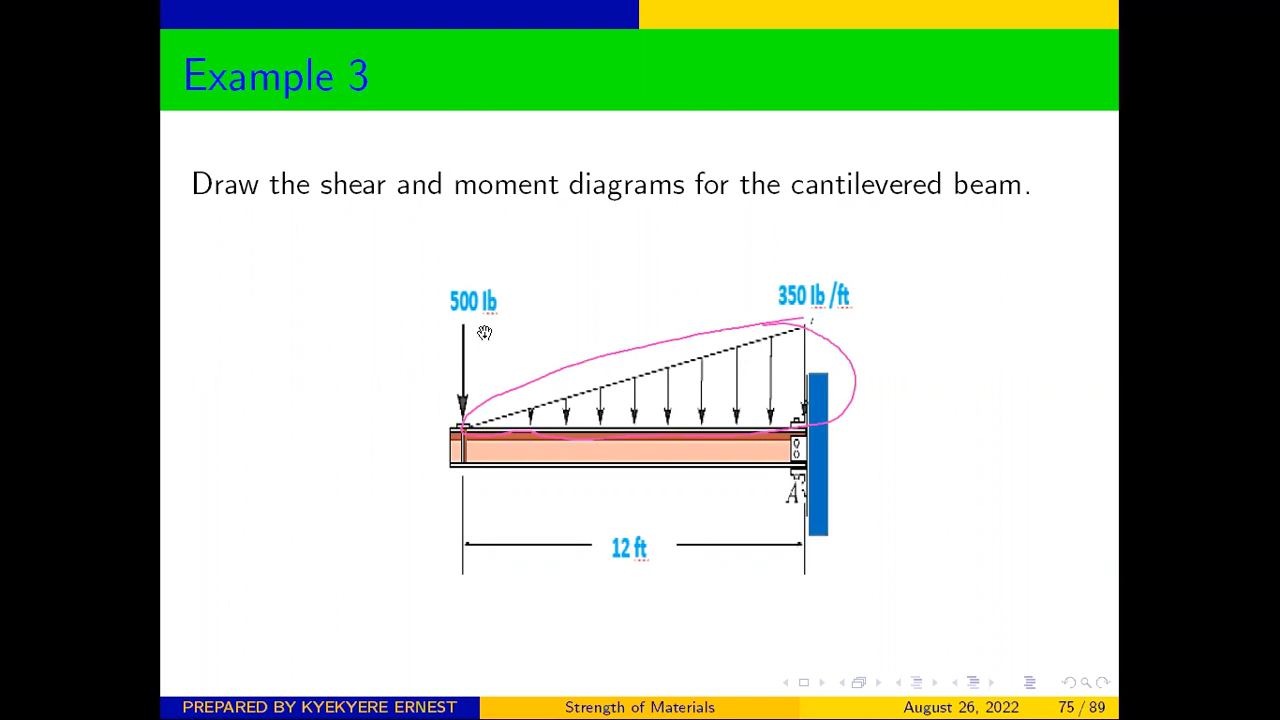 Example 3
Draw the shear and moment diagrams for the cantilevered beam.
500 lb
350 lb /ft
A
12 ft
PREPARED BY KYEKYERE ERNEST
Strength of Materials
August 26, 2022
75 / 89